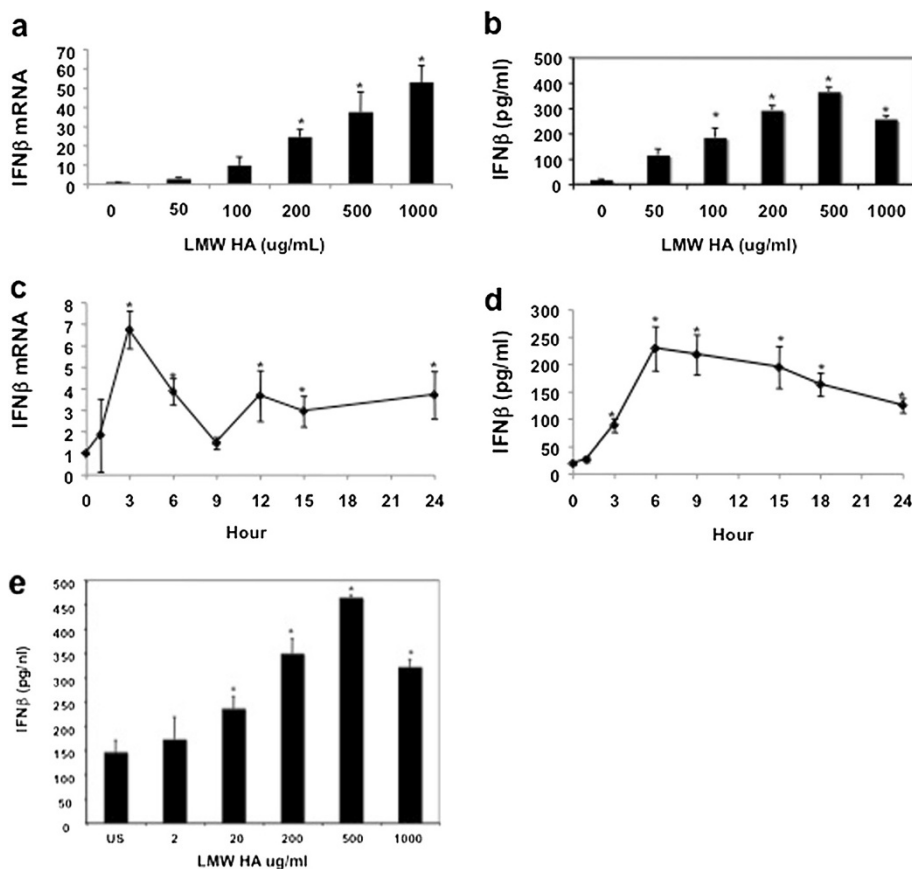 a
IFNβ mRNA
70
60
50
40
30
20
10
0
* * *
0 50 100 200 500 1000
LMW HA (ug/mL)
b
IFNβ (pg/ml)
500
400
300
200
100
0
* * * *
0 50 100 200 500 1000
LMW HA (ug/ml)
c
IFNβ mRNA
8
7
6
5
4
3
2
1
0
* * * * *
0 3 6 9 12 15 18 21 24
Hour
d
IFNβ (pg/ml)
300
250
200
150
100
50
0
* * * * * *
0 3 6 9 12 15 18 21 24
Hour
e
IFNβ (pg/nl)
500
450
400
350
300
250
200
150
100
50
0
* * * *
US 2 20 200 500 1000
LMW HA ug/ml